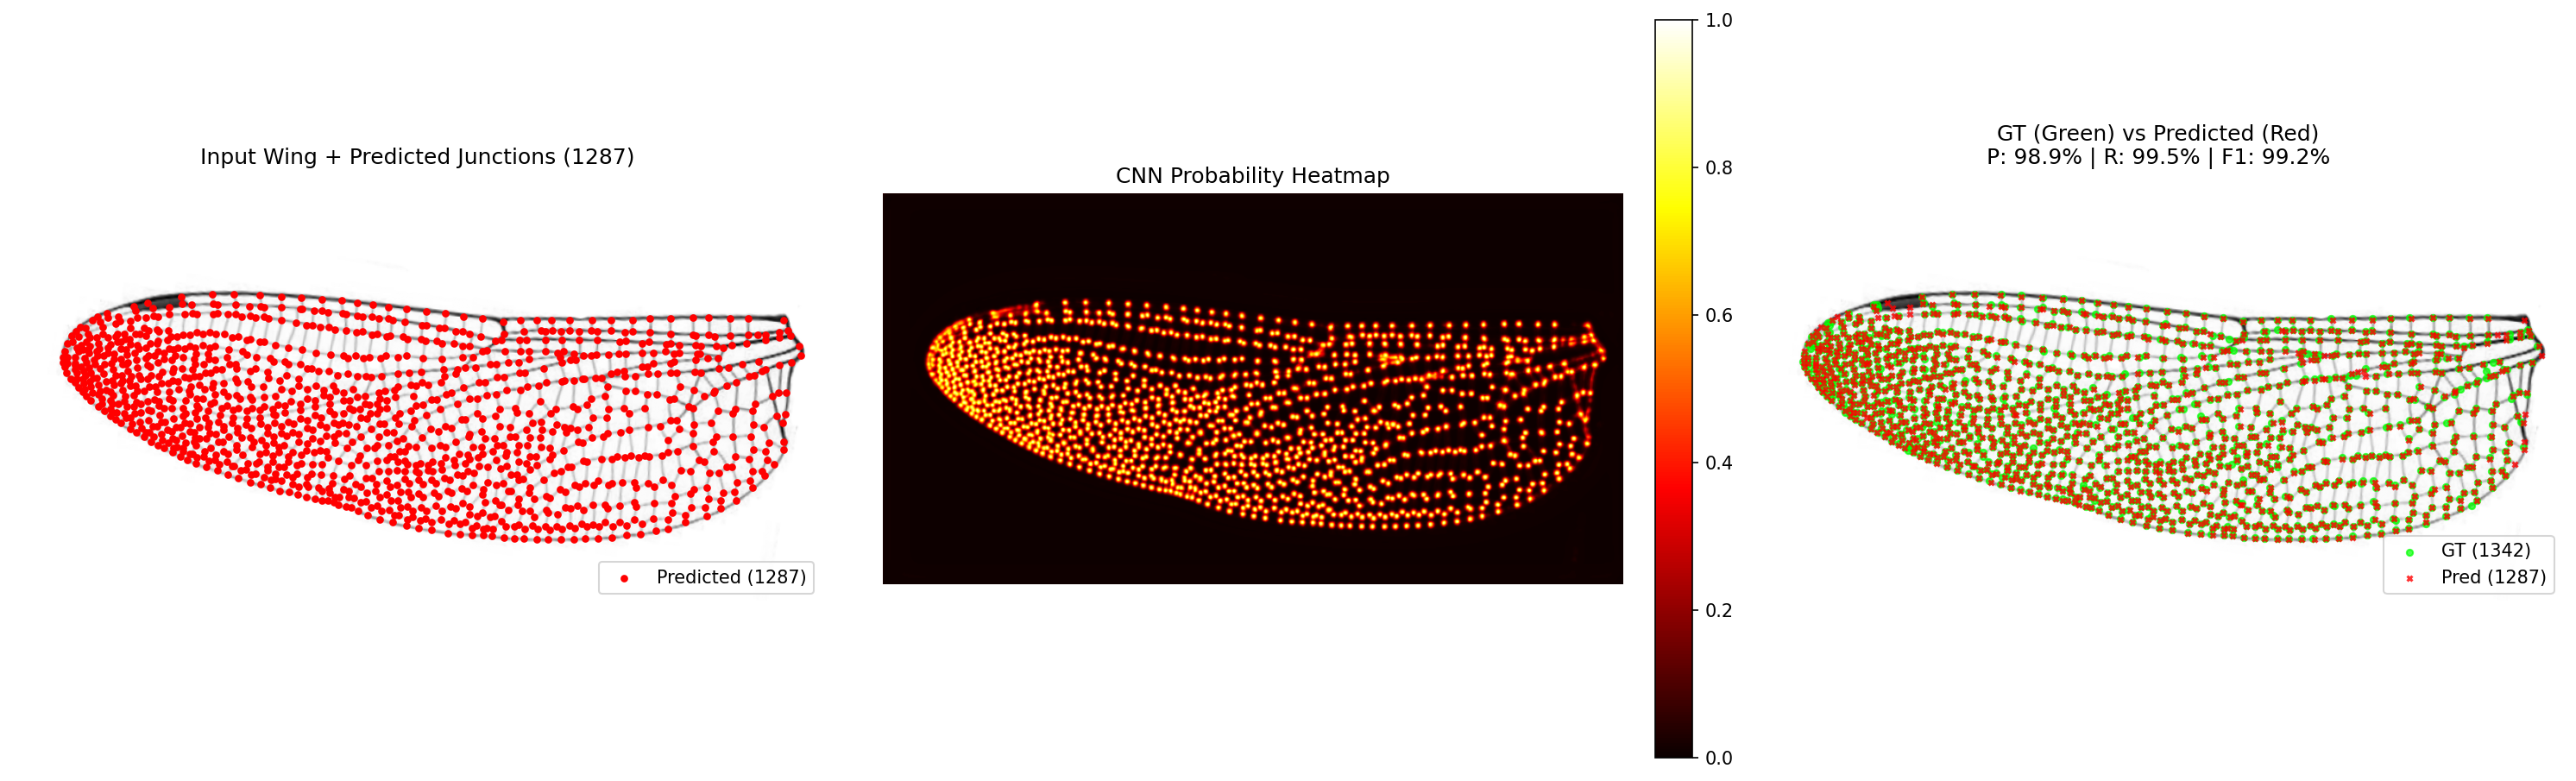 Input Wing + Predicted Junctions (1287)
Predicted (1287)
CNN Probability Heatmap
1.0
0.8
0.6
0.4
0.2
0.0
GT (Green) vs Predicted (Red)
P: 98.9% | R: 99.5% | F1: 99.2%
GT (1342)
Pred (1287)